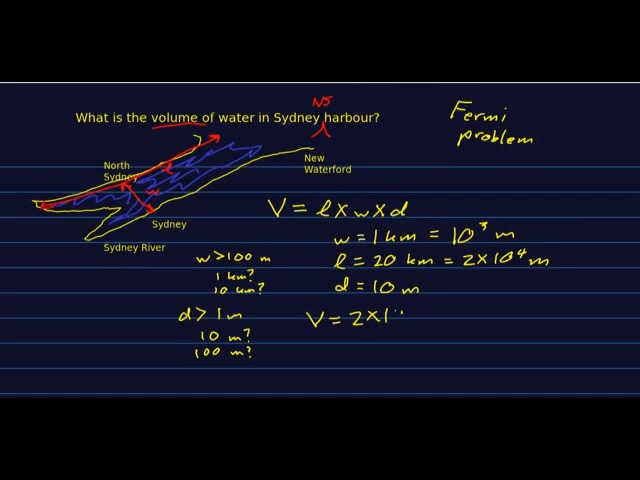 NS
What is the volume of water in Sydney harbour?
Fermi
problem
North
Sydney
New
Waterford
Sydney
Sydney River
V = l x w x d
w = 1 km = 10³ m
l = 20 km = 2 x 10⁴ m
d = 10 m
w > 100 m
1 km?
10 km?
d > 1 m
10 m?
100 m?
V = 2 x 1